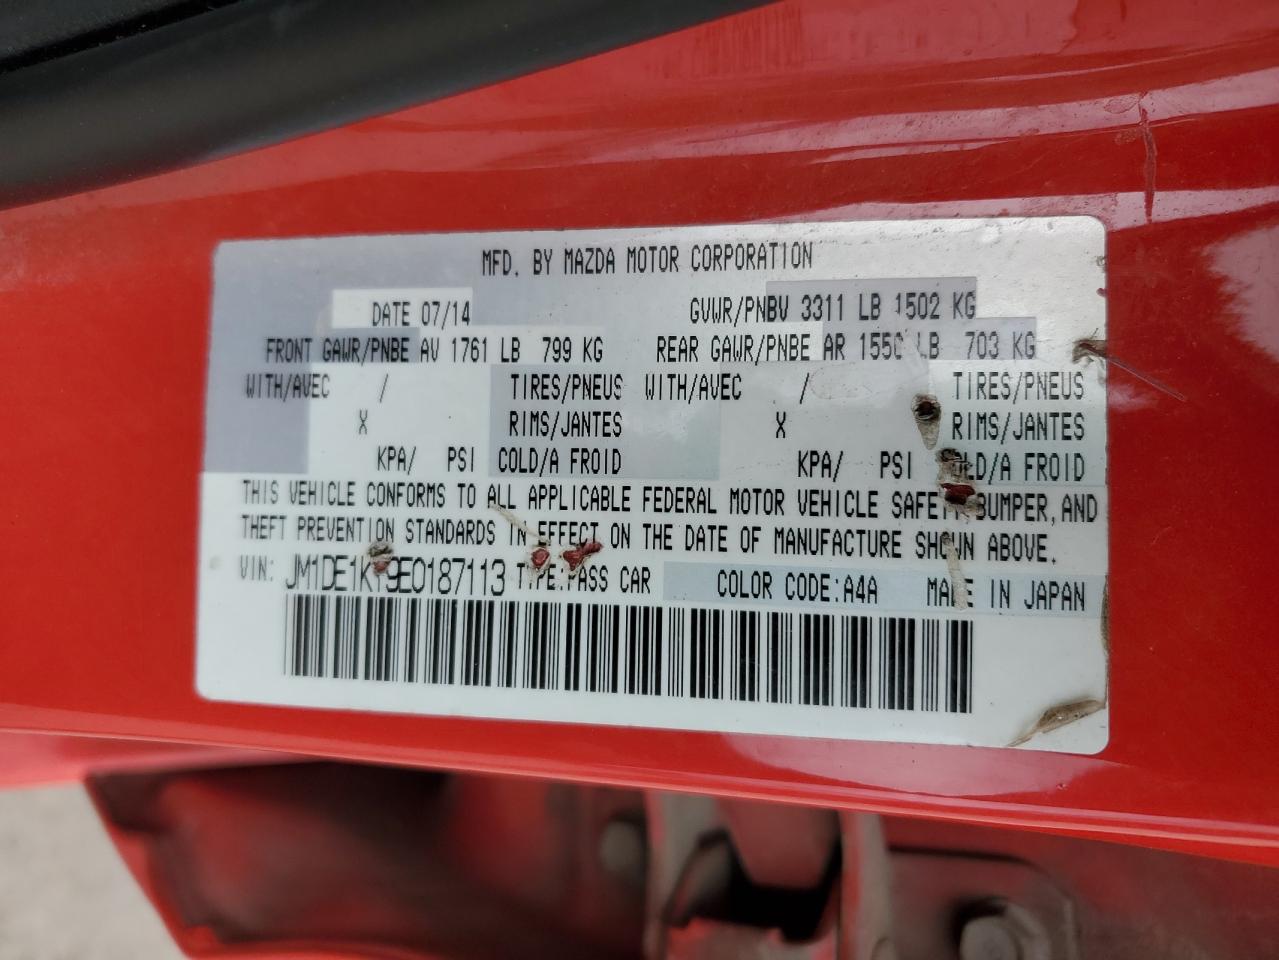 MFD. BY MAZDA MOTOR CORPORATION
DATE 07/14 GVWR/PNBV 3311 LB 1502 KG
FRONT GAWR/PNBE AV 1761 LB 799 KG REAR GAWR/PNBE AR 1550 LB 703 KG
WITH/AVEC / TIRES/PNEUS WITH/AVEC / TIRES/PNEUS
X RIMS/JANTES X RIMS/JANTES
KPA/ PSI COLD/A FROID KPA/ PSI COLD/A FROID
THIS VEHICLE CONFORMS TO ALL APPLICABLE FEDERAL MOTOR VEHICLE SAFETY, BUMPER, AND
THEFT PREVENTION STANDARDS IN EFFECT ON THE DATE OF MANUFACTURE SHOWN ABOVE.
VIN: TYPE:PASS CAR COLOR CODE:A4A MADE IN JAPAN